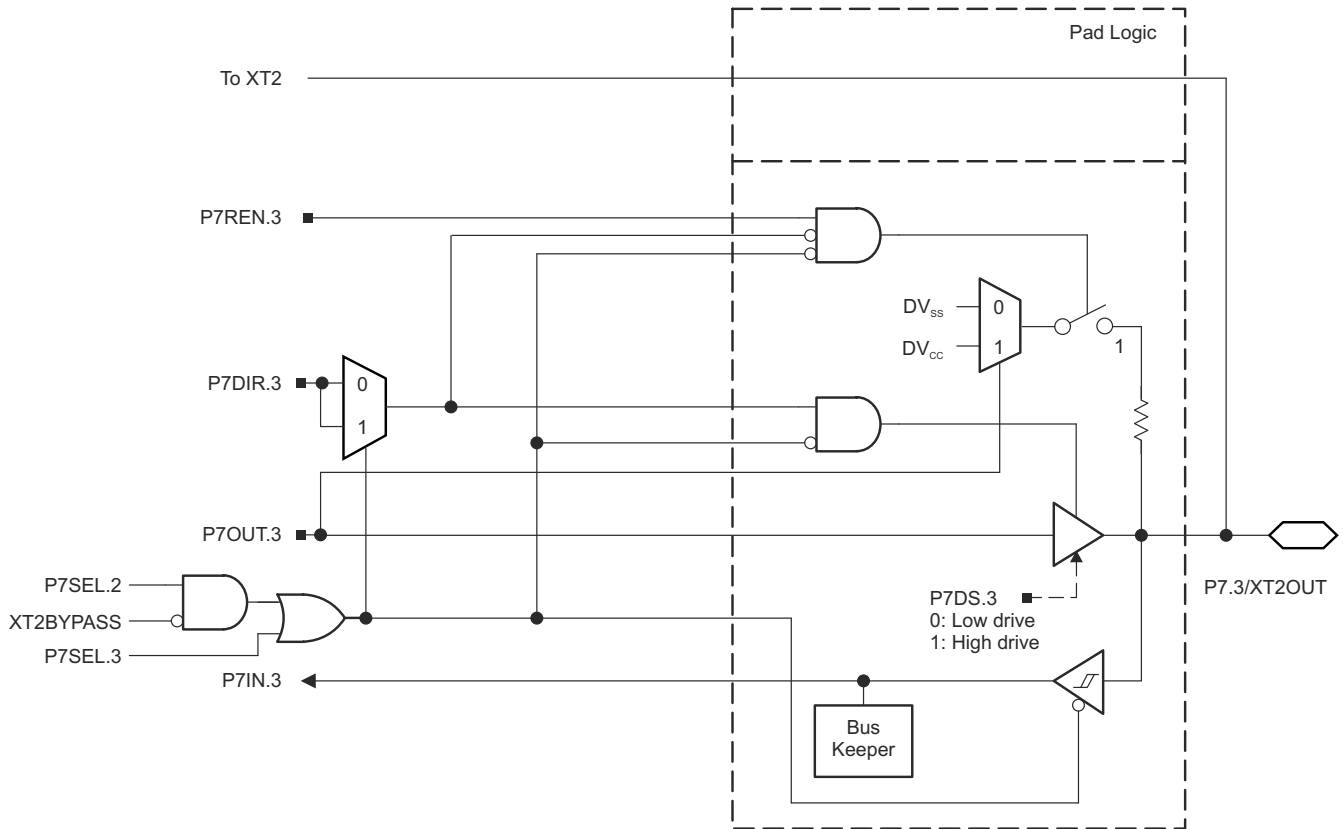 Pad Logic
To XT2
P7REN.3
DVSS
0
DVCC
1
1
P7DIR.3
0
1
P7OUT.3
P7SEL.2
XT2BYPASS
P7SEL.3
P7DS.3
0: Low drive
1: High drive
P7.3/XT2OUT
P7IN.3
Bus
Keeper